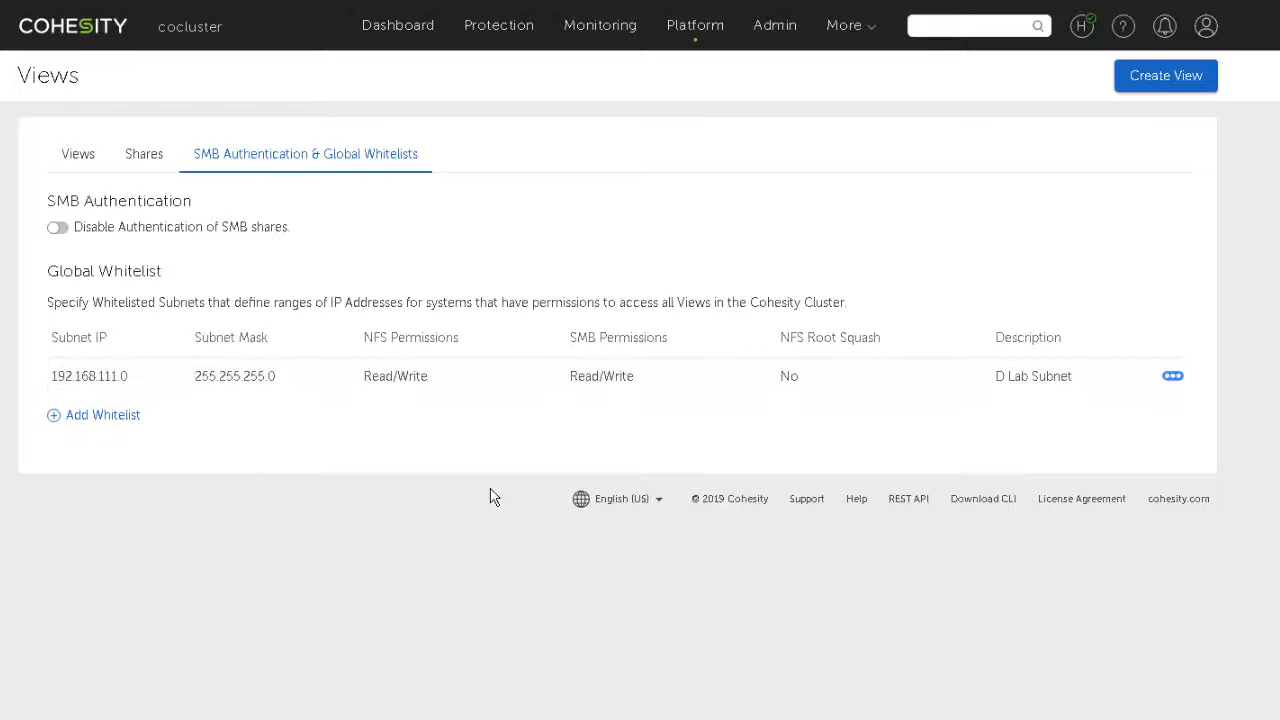 COHESITY cocluster Dashboard Protection Monitoring Platform Admin More H ?
Views Create View
Views Shares SMB Authentication & Global Whitelists
SMB Authentication
Disable Authentication of SMB shares.
Global Whitelist
Specify Whitelisted Subnets that define ranges of IP Addresses for systems that have permissions to access all Views in the Cohesity Cluster.
Subnet IP Subnet Mask NFS Permissions SMB Permissions NFS Root Squash Description
192.168.111.0 255.255.255.0 Read/Write Read/Write No D Lab Subnet
Add Whitelist
English (US) © 2019 Cohesity Support Help REST API Download CLI License Agreement cohesity.com